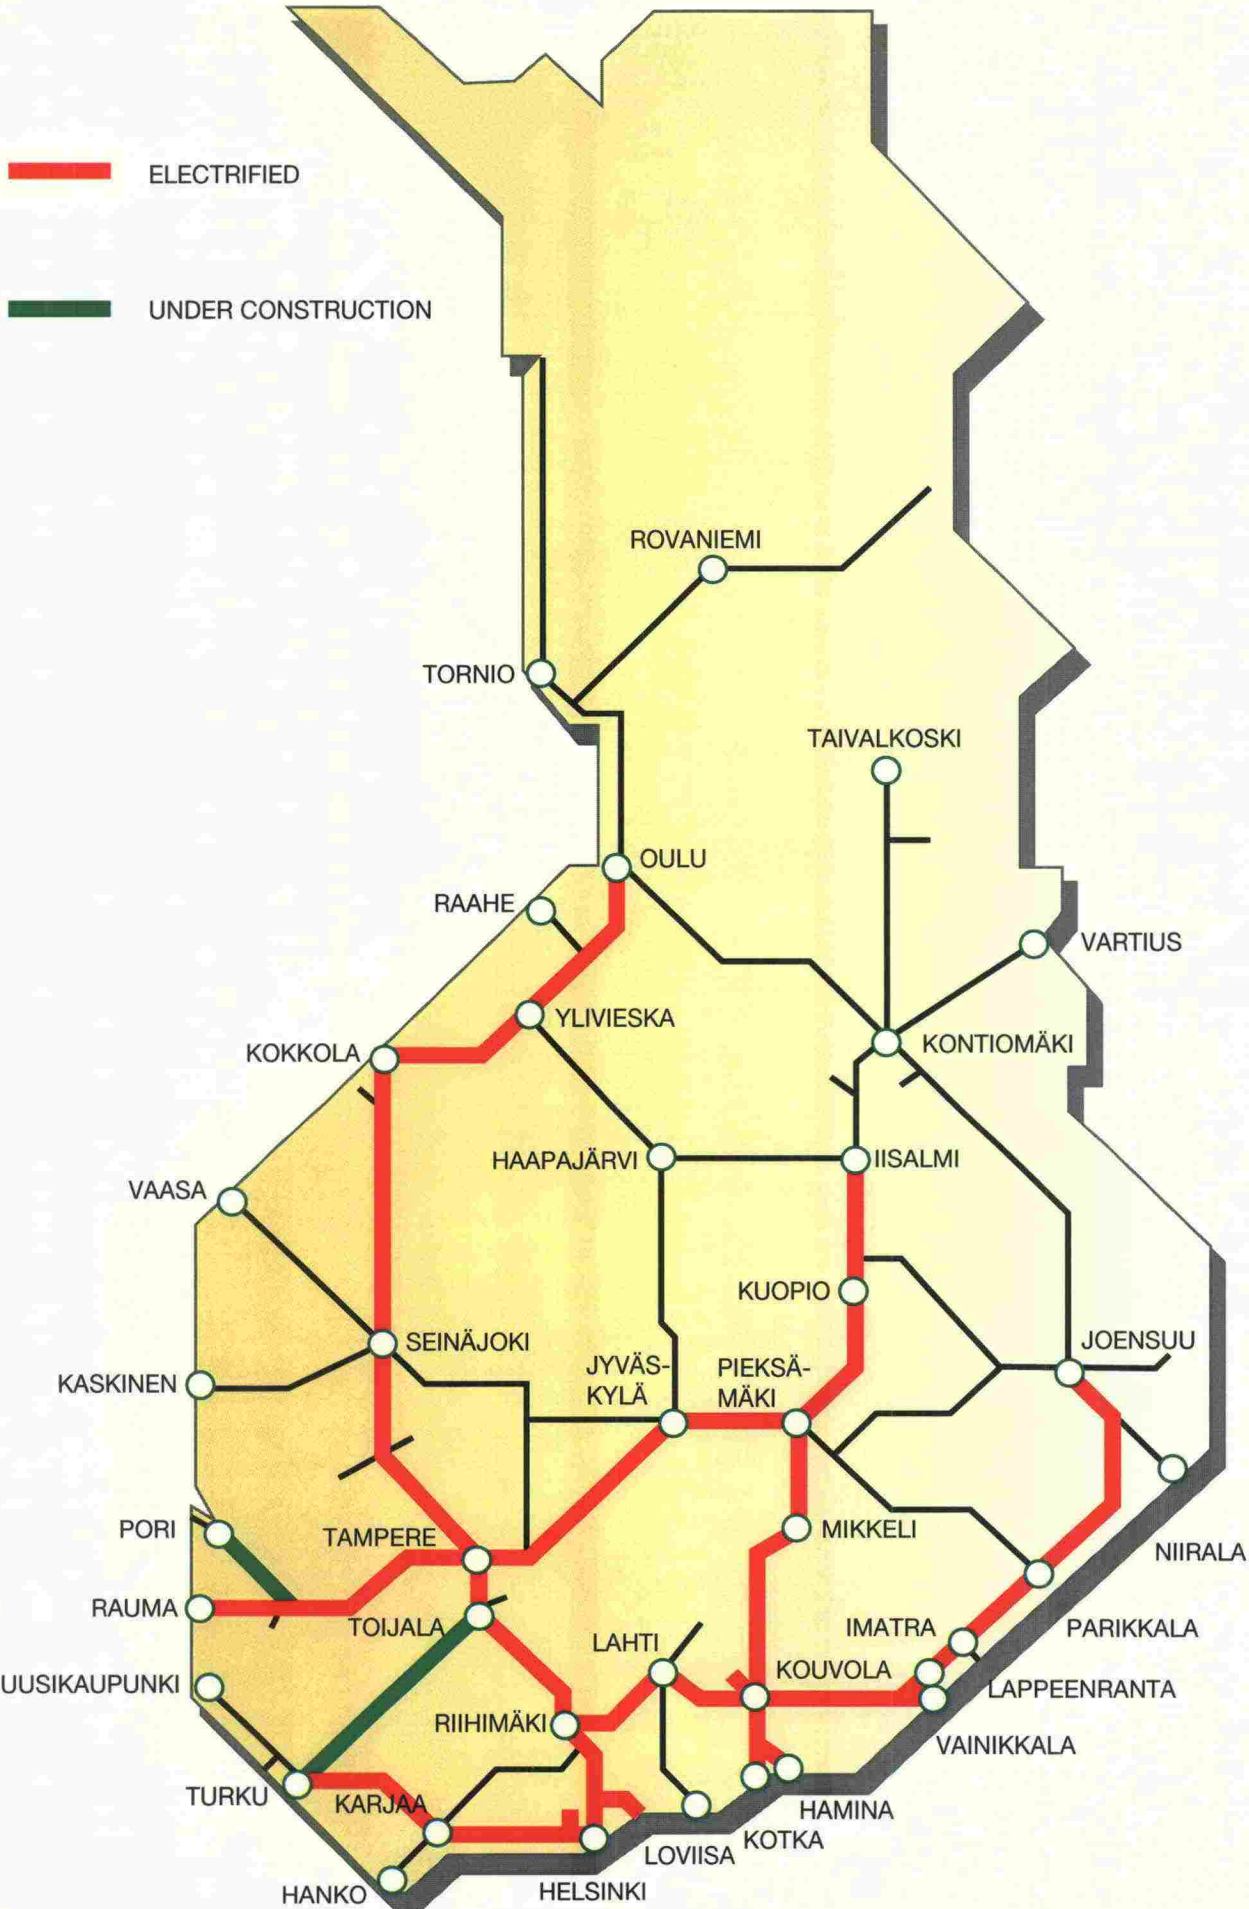 ELECTRIFIED
UNDER CONSTRUCTION
ROVANIEMI
TORNIO
TAIVALKOSKI
OULU
RAAHE
VARTIUS
YLIVIESKA
KOKKOLA
KONTIOMÄKI
HAAPAJÄRVI
IISALMI
VAASA
KUOPIO
SEINÄJOKI
JOENSUU
JYVÄS-
KYLÄ
PIEKSÄ-
MÄKI
KASKINEN
PORI
TAMPERE
MIKKELI
NIIRALA
RAUMA
TOIJALA
LAHTI
IMATRA
PARIKKALA
UUSIKAUPUNKI
KOUVOLA
LAPPEENRANTA
RIIHIMÄKI
VAINIKKALA
TURKU
KARJAA
HAMINA
KOTKA
LOVIISA
HANKO
HELSINKI